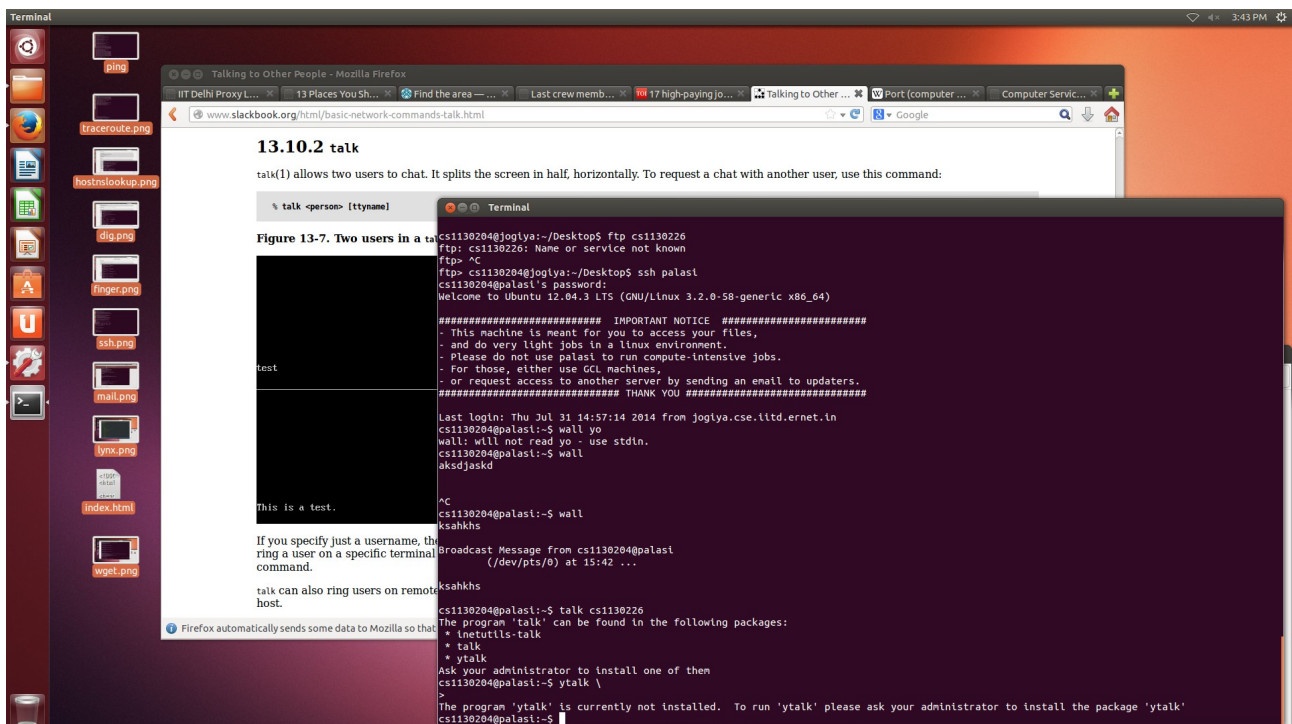 Terminal
3:43 PM
ping
traceroute.png
hostnslookup.png
dig.png
finger.png
ssh.png
mail.png
lynx.png
index.html
wget.png
Talking to Other People - Mozilla Firefox
IIT Delhi Proxy L...
13 Places You Sh...
Find the area — ...
Last crew memb...
17 high-paying jo...
Talking to Other ...
Port (computer ...
Computer Servic...
www.slackbook.org/html/basic-network-commands-talk.html
Google
13.10.2 talk
talk(1) allows two users to chat. It splits the screen in half, horizontally. To request a chat with another user, use this command:
% talk <person> [ttyname]
Figure 13-7. Two users in a
test
This is a test.
If you specify just a username,
ring a user on a specific terminal
command.
talk can also ring users on
host.
Firefox automatically sends some data to Mozilla so that
Terminal
cs1130204@jogiya:~/Desktop$ ftp cs1130226
ftp: cs1130226: Name or service not known
ftp> ^C
ftp> cs1130204@jogiya:~/Desktop$ ssh palasi
cs1130204@palasi's password:
Welcome to Ubuntu 12.04.3 LTS (GNU/Linux 3.2.0-58-generic x86_64)
########################### IMPORTANT NOTICE ########################
- This machine is meant for you to access your files,
- and do very light jobs in a linux environment.
- Please do not use palasi to run compute-intensive jobs.
- For those, either use GCL machines,
- or request access to another server by sending an email to updaters.
############################## THANK YOU ##############################
Last login: Thu Jul 31 14:57:14 2014 from jogiya.cse.iitd.ernet.in
cs1130204@palasi:~$ wall yo
wall: will not read yo - use stdin.
cs1130204@palasi:~$ wall
aksdjaskd
^C
cs1130204@palasi:~$ wall
ksahkhs
Broadcast Message from cs1130204@palasi
(/dev/pts/0) at 15:42 ...
ksahkhs
cs1130204@palasi:~$ talk cs1130226
The program 'talk' can be found in the following packages:
* inetutils-talk
* talk
* ytalk
Ask your administrator to install one of them
cs1130204@palasi:~$ ytalk \
>
The program 'ytalk' is currently not installed. To run 'ytalk' please ask your administrator to install the package 'ytalk'
cs1130204@palasi:~$